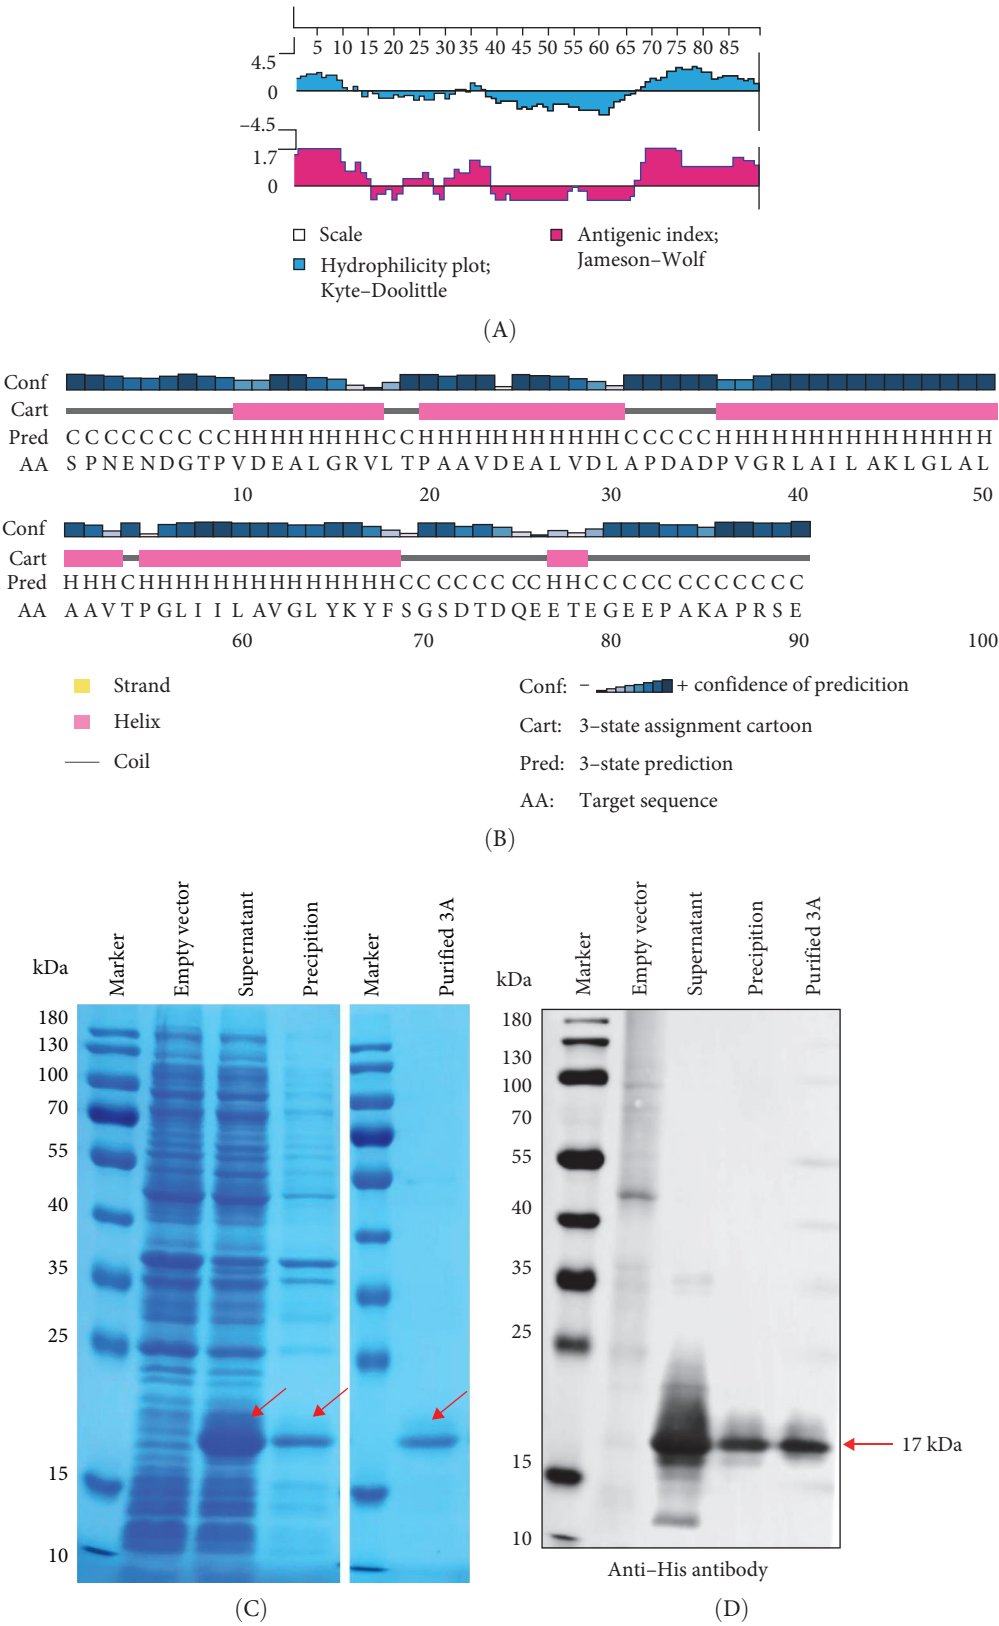 5 10 15 20 25 30 35 40 45 50 55 60 65 70 75 80 85
4.5
0
–4.5
1.7
0
Scale
Hydrophilicity plot;
Kyte–Doolittle
Antigenic index;
Jameson–Wolf
(A)
Conf
Cart
Pred C C C C C C C C C H H H H H H H H C C H H H H H H H H H H H C C C C C H H H H H H H H H H H H H H H
AA S P N E N D G T P V D E A L G R V L T P A A V D E A L V D L A P D A D P V G R L A I L A K L G L A L
10 20 30 40 50
Conf
Cart
Pred H H H C H H H H H H H H H H H H H H C C C C C C C C H H C C C C C C C C C C C C
AA A A V T P G L I I L A V G L Y K Y F S G S D T D Q E E T E G E E P A K A P R S E
60 70 80 90 100
Strand
Helix
Coil
Conf: – + confidence of predicition
Cart: 3–state assignment cartoon
Pred: 3–state prediction
AA: Target sequence
(B)
kDa
Marker
Empty vector
Supernatant
Precipition
Marker
Purified 3A
180
130
100
70
55
40
35
25
15
10
(C)
kDa
Marker
Empty vector
Supernatant
Precipition
Purified 3A
180
130
100
70
55
40
35
25
15
10
17 kDa
Anti–His antibody
(D)